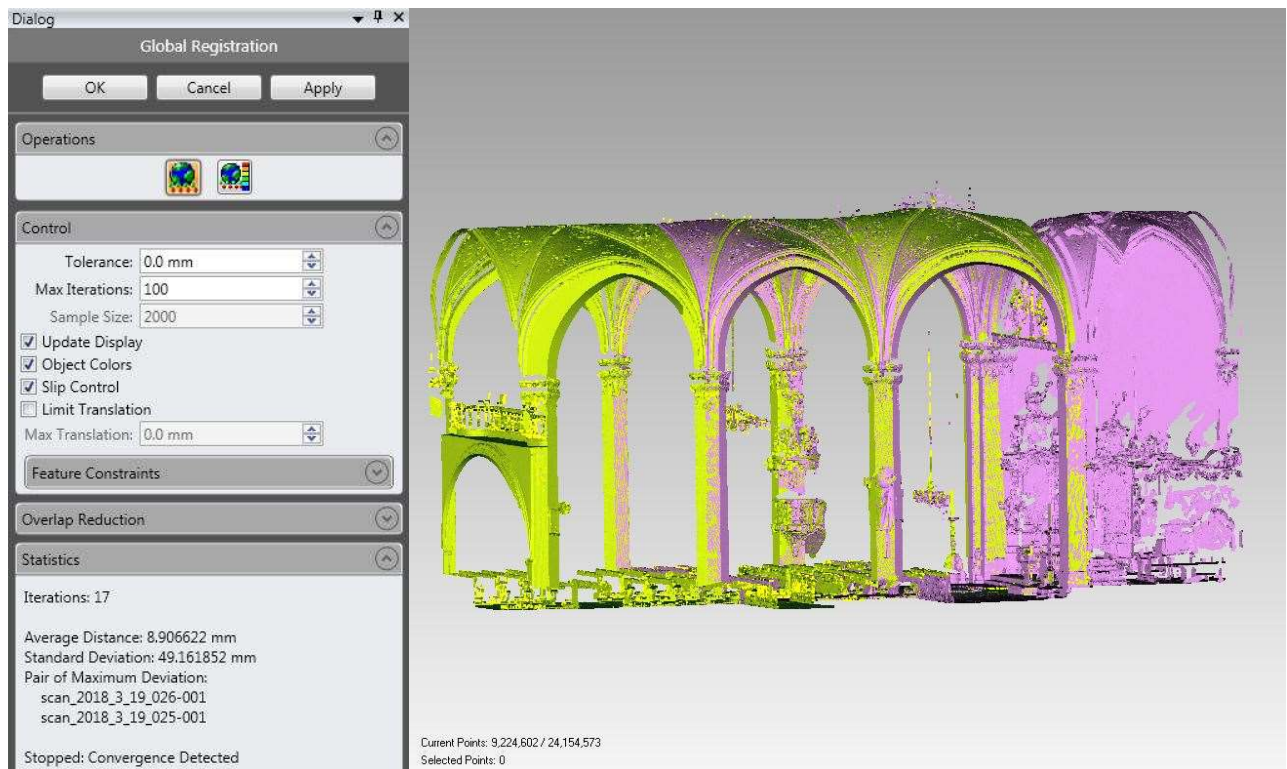 Dialog
Global Registration
OK Cancel Apply
Operations
Control
Tolerance: 0.0 mm
Max Iterations: 100
Sample Size: 2000
Update Display
Object Colors
Slip Control
Limit Translation
Max Translation: 0.0 mm
Feature Constraints
Overlap Reduction
Statistics
Iterations: 17
Average Distance: 8.906622 mm
Standard Deviation: 49.161852 mm
Pair of Maximum Deviation:
scan_2018_3_19_026-001
scan_2018_3_19_025-001
Stopped: Convergence Detected
Current Points: 9,224,602 / 24,154,573
Selected Points: 0